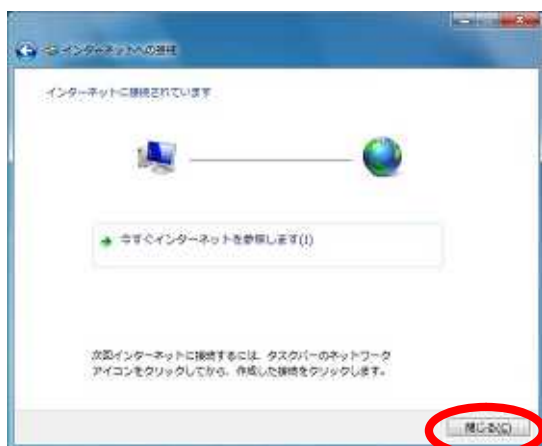 インターネットへの接続
インターネットに接続されています
今すぐインターネットを参照します(I)
次回インターネットに接続するには、タスクバーのネットワーク
アイコンをクリックしてから、作成した接続をクリックします。
閉じる(C)